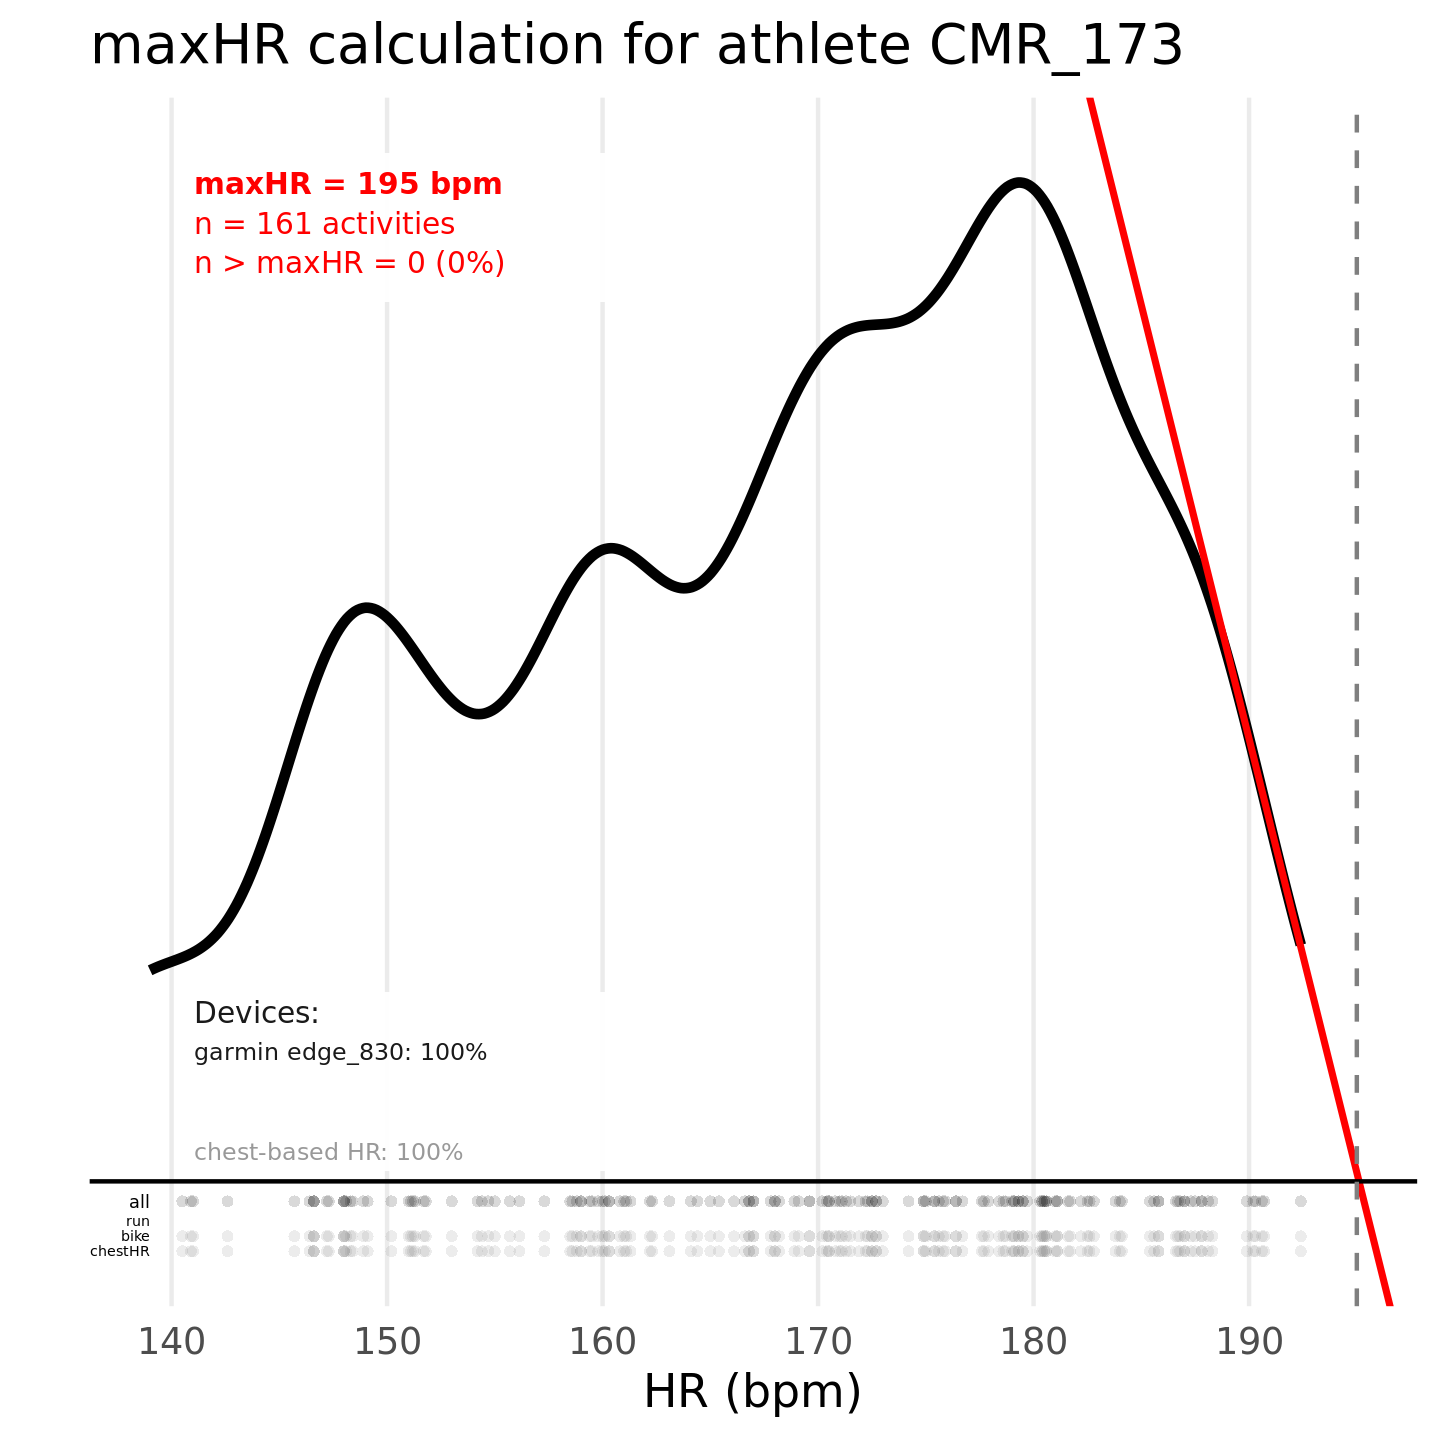 maxHR calculation for athlete CMR_173
maxHR = 195 bpm
n = 161 activities
n > maxHR = 0 (0%)
Devices:
garmin edge_830: 100%
chest-based HR: 100%
all
run
bike
chestHR
140 150 160 170 180 190
HR (bpm)